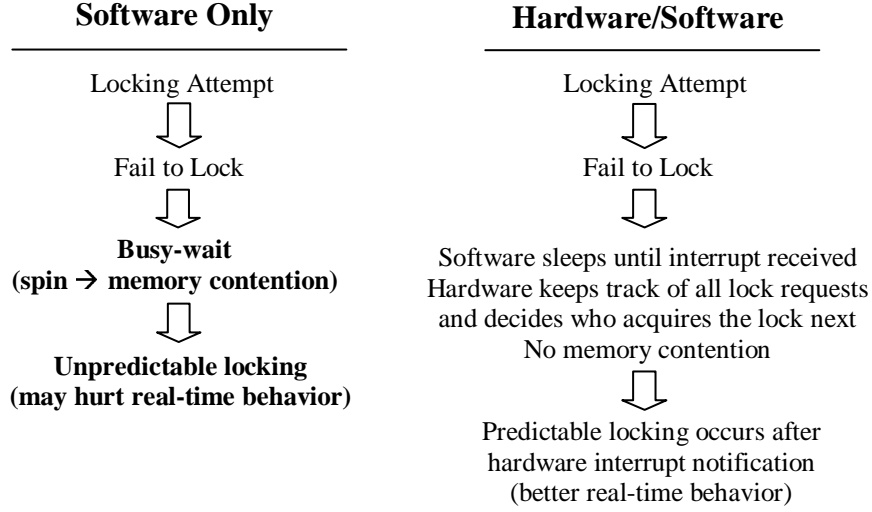 Software Only
Locking Attempt
Fail to Lock
Busy-wait
(spin → memory contention)
Unpredictable locking
(may hurt real-time behavior)
Hardware/Software
Locking Attempt
Fail to Lock
Software sleeps until interrupt received
Hardware keeps track of all lock requests
and decides who acquires the lock next
No memory contention
Predictable locking occurs after
hardware interrupt notification
(better real-time behavior)